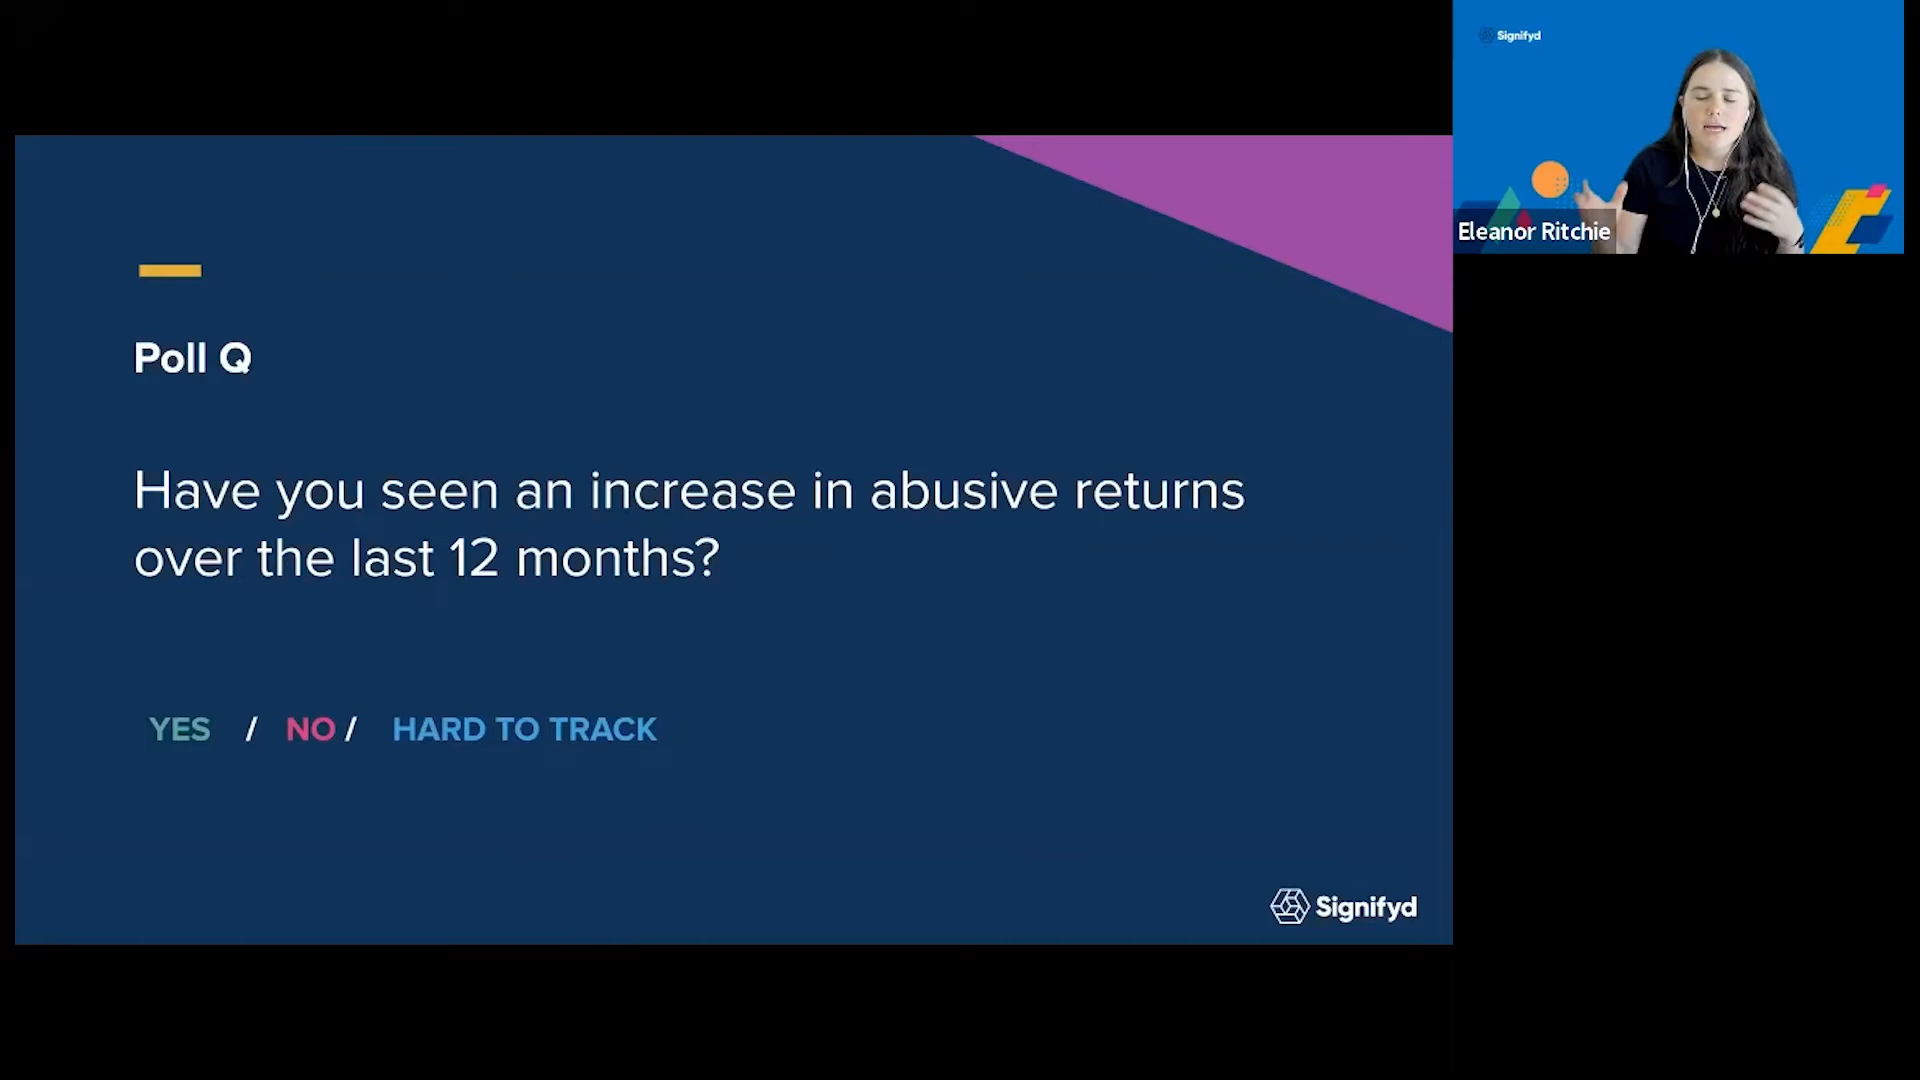 Poll Q
Have you seen an increase in abusive returns
over the last 12 months?
YES / NO / HARD TO TRACK
Signifyd
Signifyd
Eleanor Ritchie